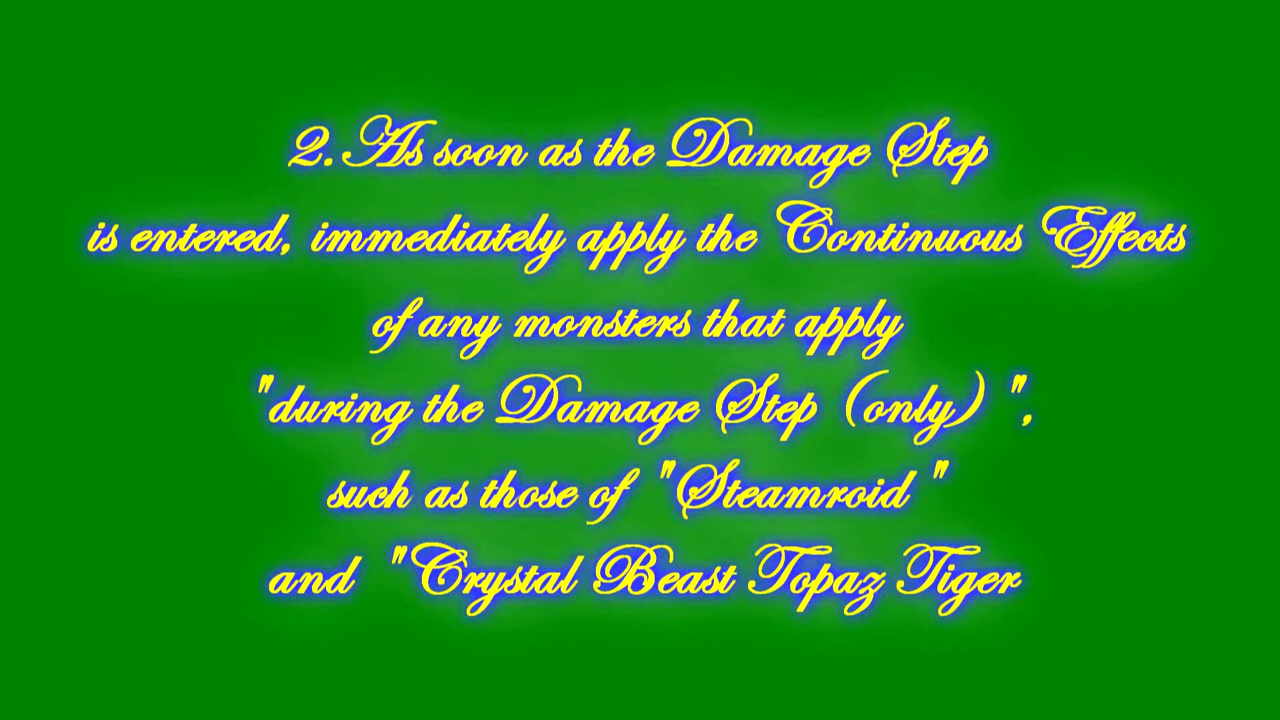 2. As soon as the Damage Step
is entered, immediately apply the Continuous Effects
of any monsters that apply
"during the Damage Step (only) ",
such as those of "Steamroid "
and "Crystal Beast Topaz Tiger